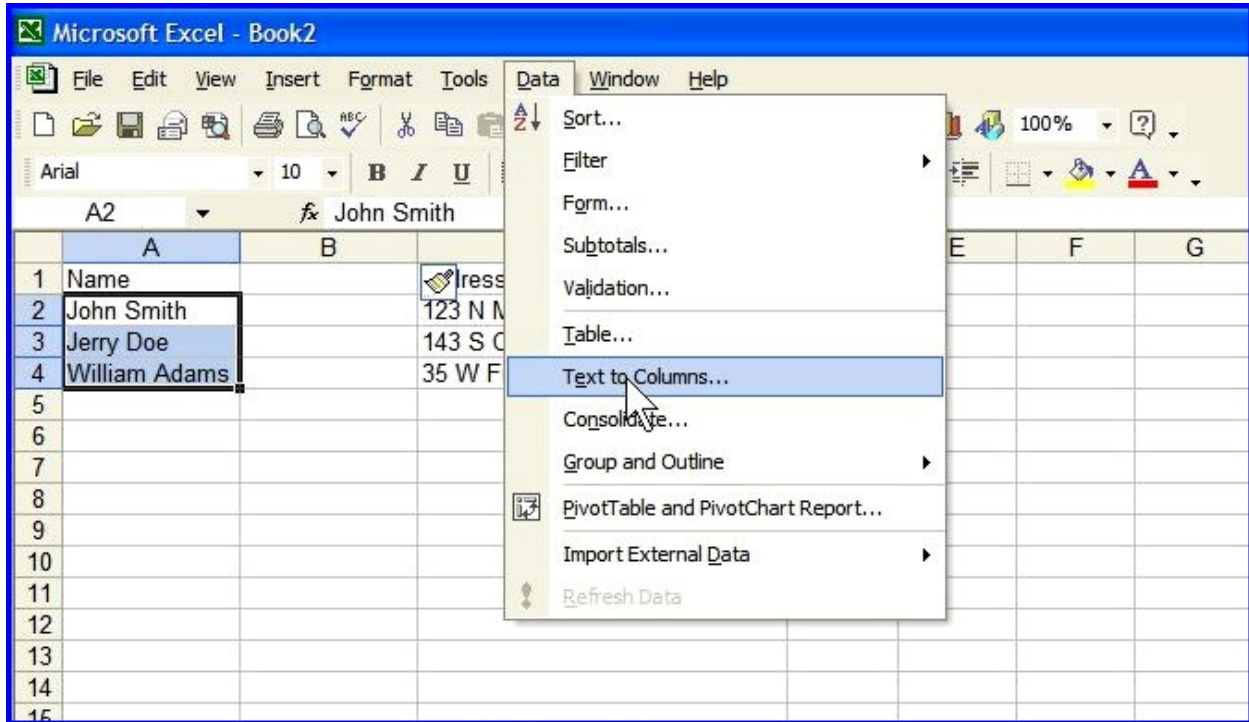 Microsoft Excel - Book2
File Edit View Insert Format Tools Data Window Help
100%
Arial 10 B I U A
A2 fx John Smith
A B E F G
1 Name
2 John Smith 123 N
3 Jerry Doe 143 S
4 William Adams 35 W
5
6
7
8
9
10
11
12
13
14
Sort...
Filter
Form...
Subtotals...
Validation...
Table...
Text to Columns...
Consolidate...
Group and Outline
PivotTable and PivotChart Report...
Import External Data
Refresh Data